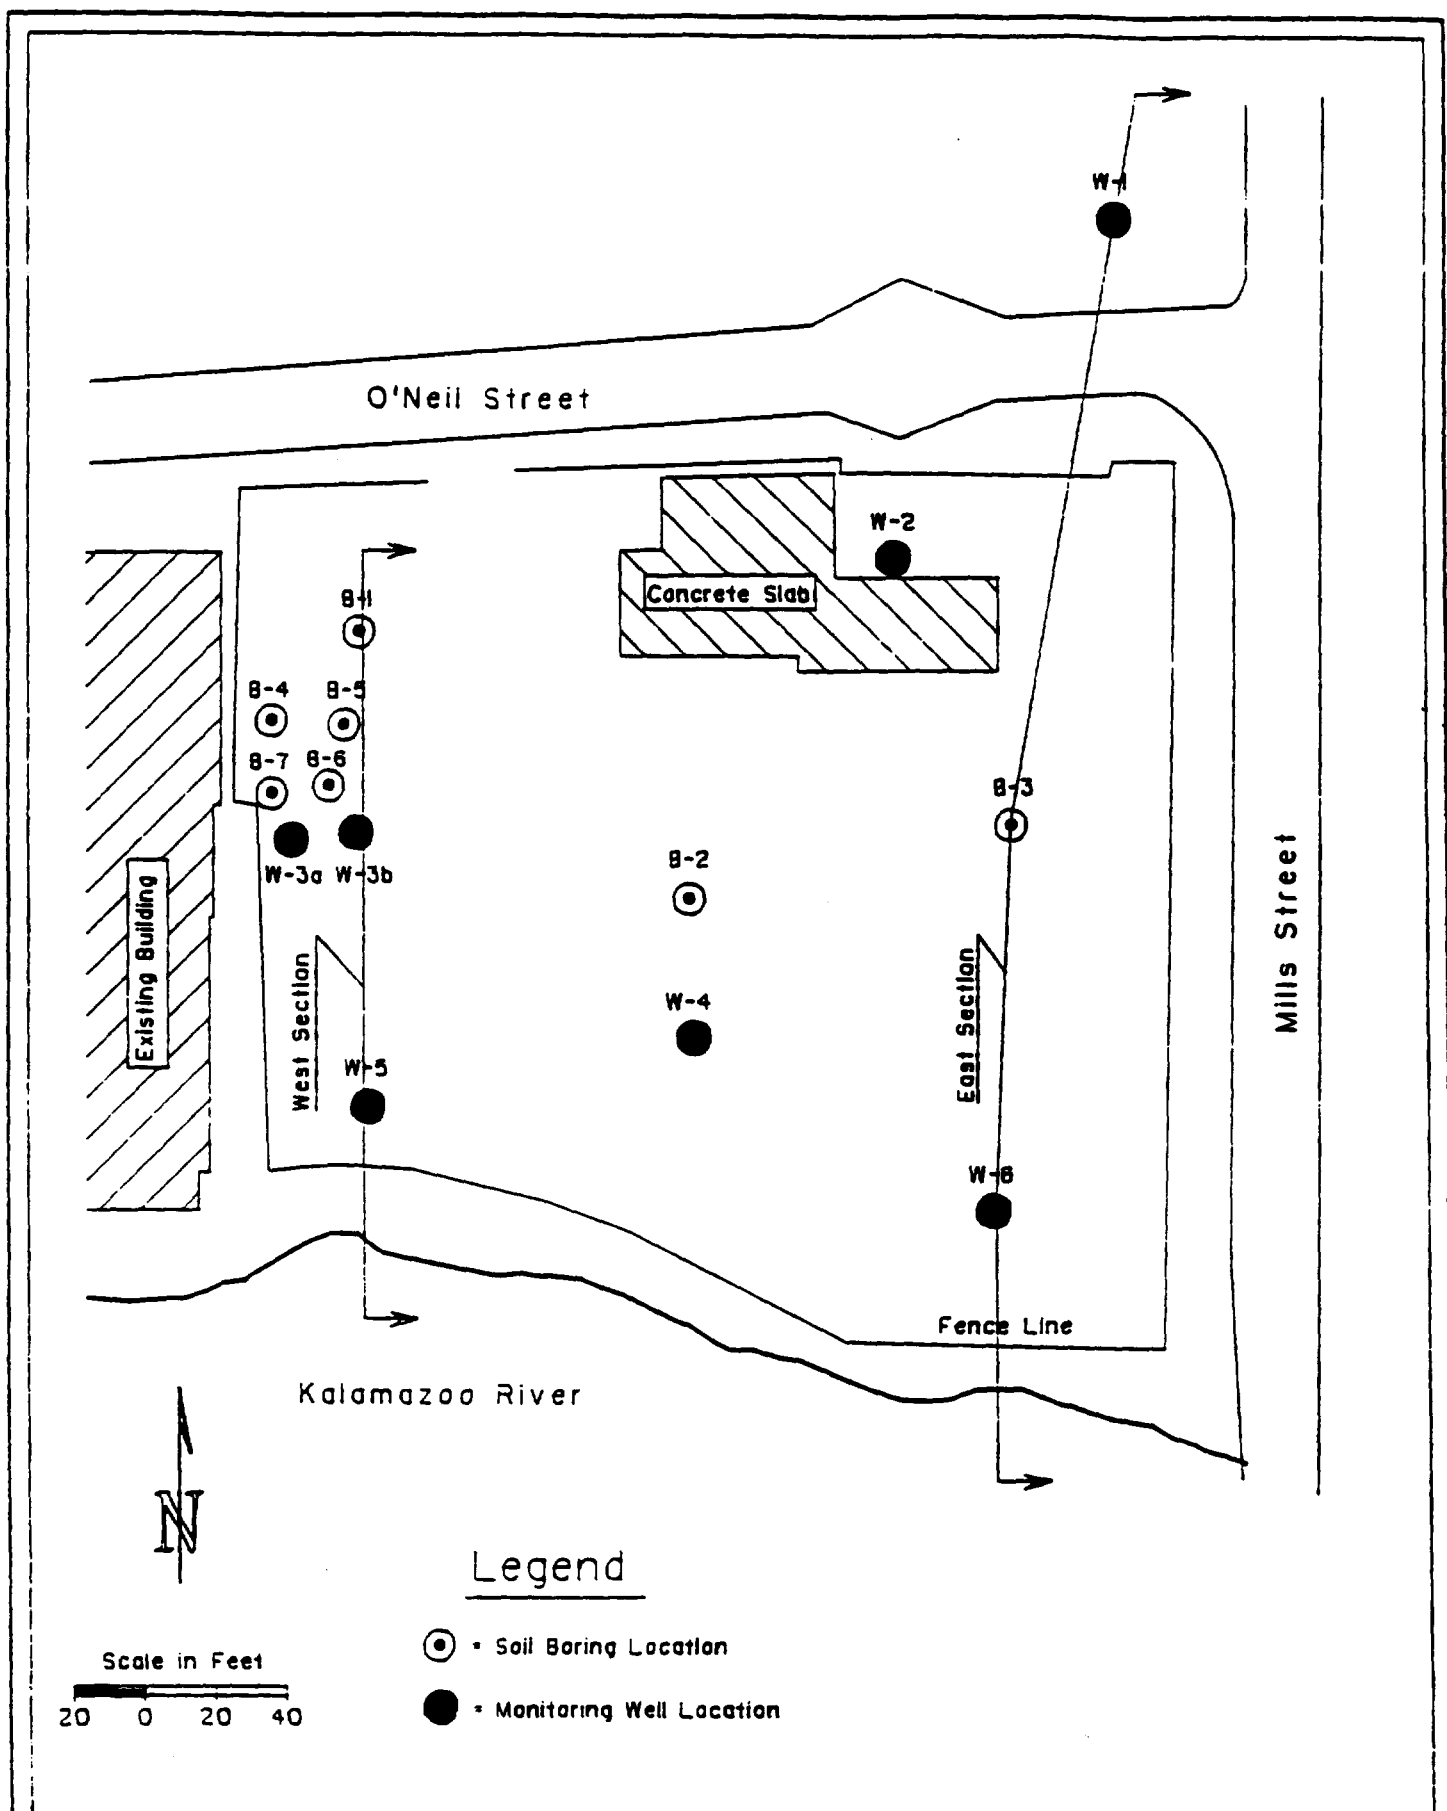 W-1
O'Neil Street
W-2
Concrete Slab
B-1
B-4
B-5
B-7
B-6
B-3
W-3a
W-3b
B-2
Existing Building
West Section
East Section
Mills Street
W-4
W-5
W-6
Fence Line
Kalamazoo River
N
Legend
= Soil Boring Location
= Monitoring Well Location
Scale in Feet
20 0 20 40